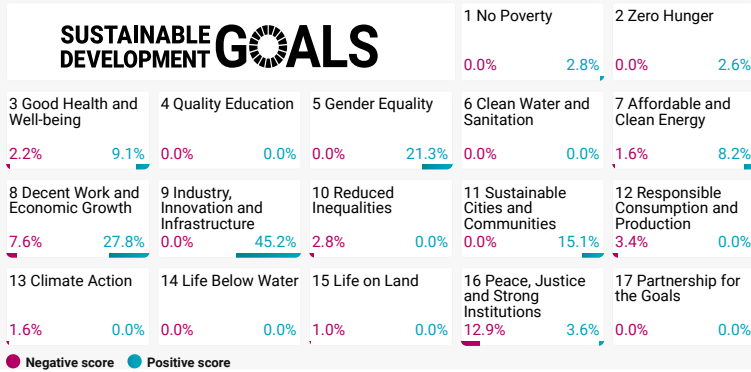 SUSTAINABLE
DEVELOPMENT
GOALS
1 No Poverty
0.0% 2.8%
2 Zero Hunger
0.0% 2.6%
3 Good Health and
Well-being
2.2% 9.1%
4 Quality Education
0.0% 0.0%
5 Gender Equality
0.0% 21.3%
6 Clean Water and
Sanitation
0.0% 0.0%
7 Affordable and
Clean Energy
1.6% 8.2%
8 Decent Work and
Economic Growth
7.6% 27.8%
9 Industry,
Innovation and
Infrastructure
0.0% 45.2%
10 Reduced
Inequalities
2.8% 0.0%
11 Sustainable
Cities and
Communities
0.0% 15.1%
12 Responsible
Consumption and
Production
3.4% 0.0%
13 Climate Action
1.6% 0.0%
14 Life Below Water
0.0% 0.0%
15 Life on Land
1.0% 0.0%
16 Peace, Justice
and Strong
Institutions
12.9% 3.6%
17 Partnership for
the Goals
0.0% 0.0%
Negative score Positive score